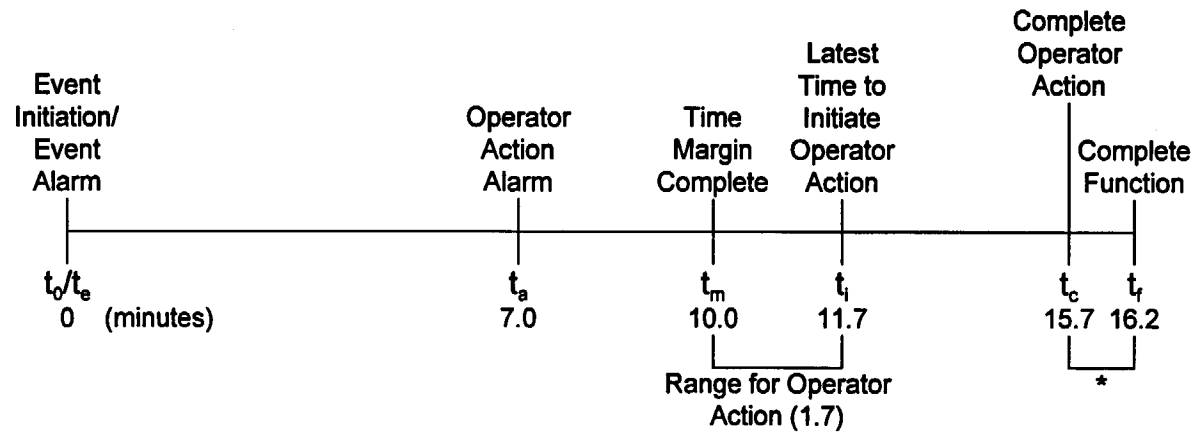 Event
Initiation/
Event
Alarm
Operator
Action
Alarm
Time
Margin
Complete
Latest
Time to
Initiate
Operator
Action
Complete
Operator
Action
Complete
Function
t₀/tₑ
tₐ
tₘ
tᵢ
t_c
t_f
0 (minutes)
7.0
10.0
11.7
15.7
16.2
Range for Operator
Action (1.7)
*